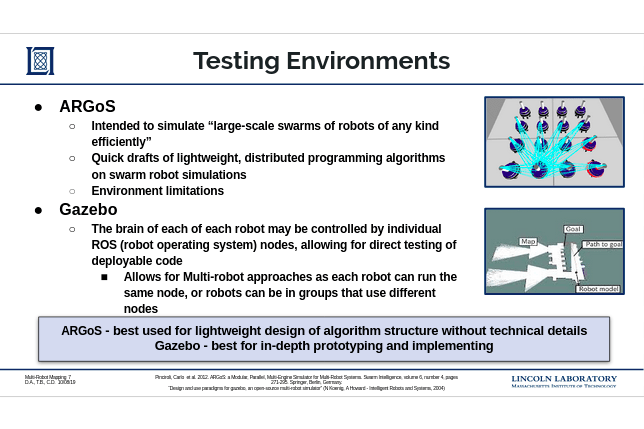 Testing Environments
● ARGoS
○ Intended to simulate “large-scale swarms of robots of any kind
efficiently”
○ Quick drafts of lightweight, distributed programming algorithms
on swarm robot simulations
○ Environment limitations
● Gazebo
○ The brain of each of each robot may be controlled by individual
ROS (robot operating system) nodes, allowing for direct testing of
deployable code
■ Allows for Multi-robot approaches as each robot can run the
same node, or robots can be in groups that use different
nodes
Goal
Map
Path to goal
Robot model
ARGoS - best used for lightweight design of algorithm structure without technical details
Gazebo - best for in-depth prototyping and implementing
Multi-Robot Mapping 7
D.A., T.B., C.D. 10/08/19
Pinciroli, Carlo et al. 2012. ARGoS: a Modular, Parallel, Multi-Engine Simulator for Multi-Robot Systems. Swarm Intelligence, volume 6, number 4, pages
271-295. Springer, Berlin, Germany.
"Design and use paradigms for gazebo, an open-source multi-robot simulator" (N Koenig, A Howard - Intelligent Robots and Systems, 2004)
LINCOLN LABORATORY
MASSACHUSETTS INSTITUTE OF TECHNOLOGY